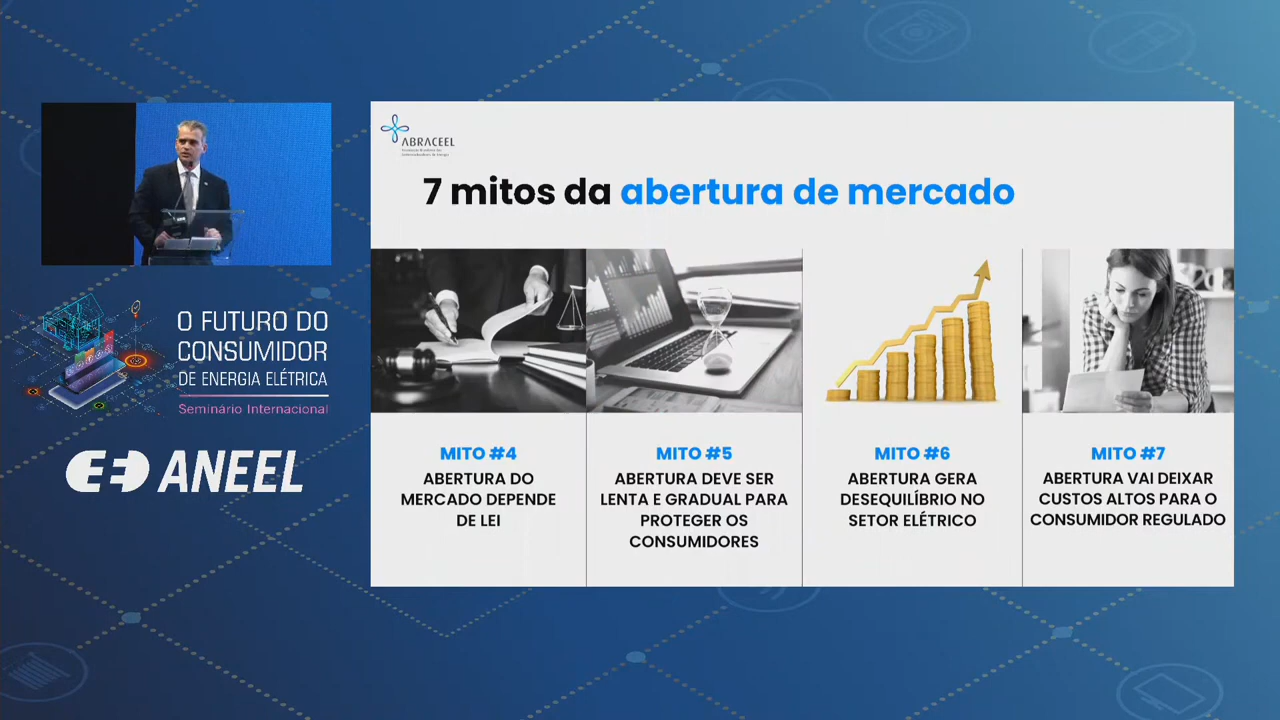 O FUTURO DO
CONSUMIDOR
DE ENERGIA ELÉTRICA
Seminário Internacional
ANEEL
ABRACEEL
7 mitos da abertura de mercado
MITO #4
ABERTURA DO
MERCADO DEPENDE
DE LEI
MITO #5
ABERTURA DEVE SER
LENTA E GRADUAL PARA
PROTEGER OS
CONSUMIDORES
MITO #6
ABERTURA GERA
DESEQUILÍBRIO NO
SETOR ELÉTRICO
MITO #7
ABERTURA VAI DEIXAR
CUSTOS ALTOS PARA O
CONSUMIDOR REGULADO